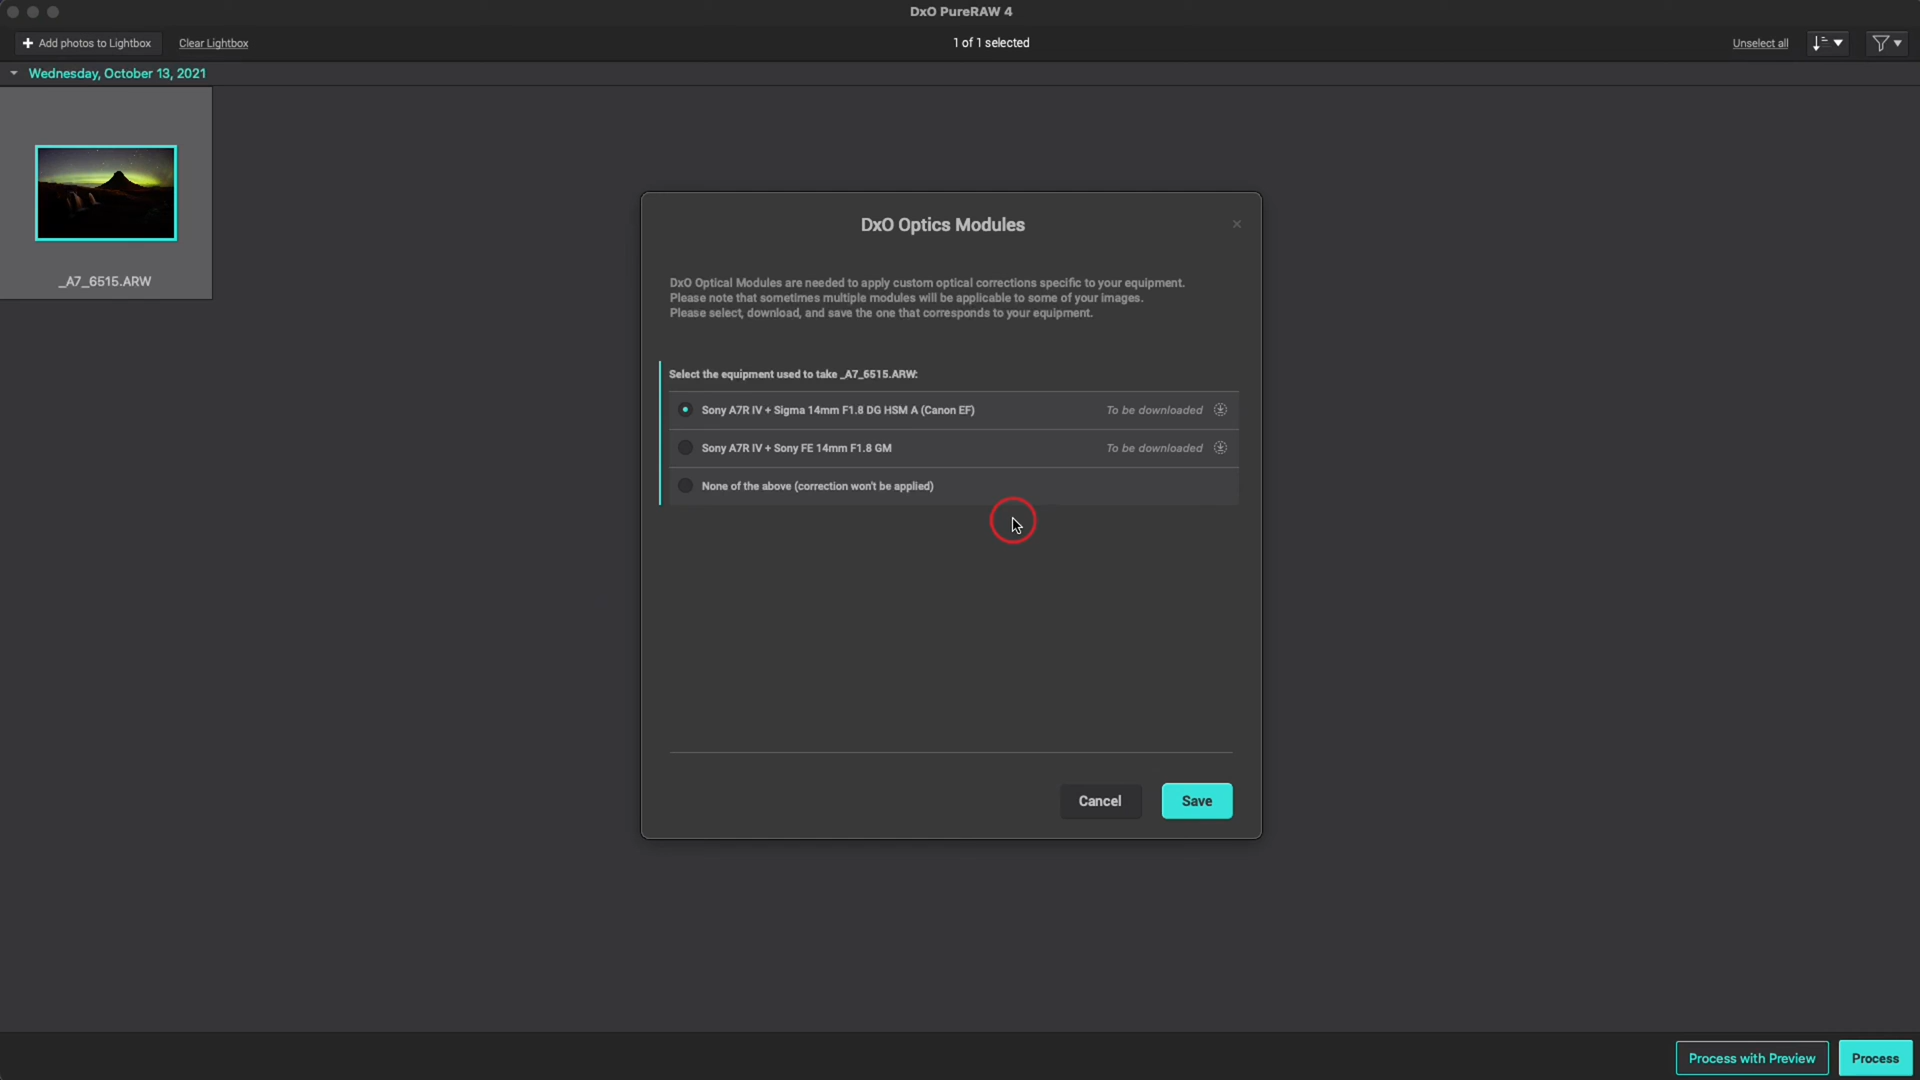 DxO PureRAW 4
+ Add photos to Lightbox
Clear Lightbox
1 of 1 selected
Unselect all
Wednesday, October 13, 2021
_A7_6515.ARW
DxO Optics Modules
DxO Optical Modules are needed to apply custom optical corrections specific to your equipment.
Please note that sometimes multiple modules will be applicable to some of your images.
Please select, download, and save the one that corresponds to your equipment.
Select the equipment used to take _A7_6515.ARW:
Sony A7R IV + Sigma 14mm F1.8 DG HSM A (Canon EF)
To be downloaded
Sony A7R IV + Sony FE 14mm F1.8 GM
To be downloaded
None of the above (correction won't be applied)
Cancel
Save
Process with Preview
Process